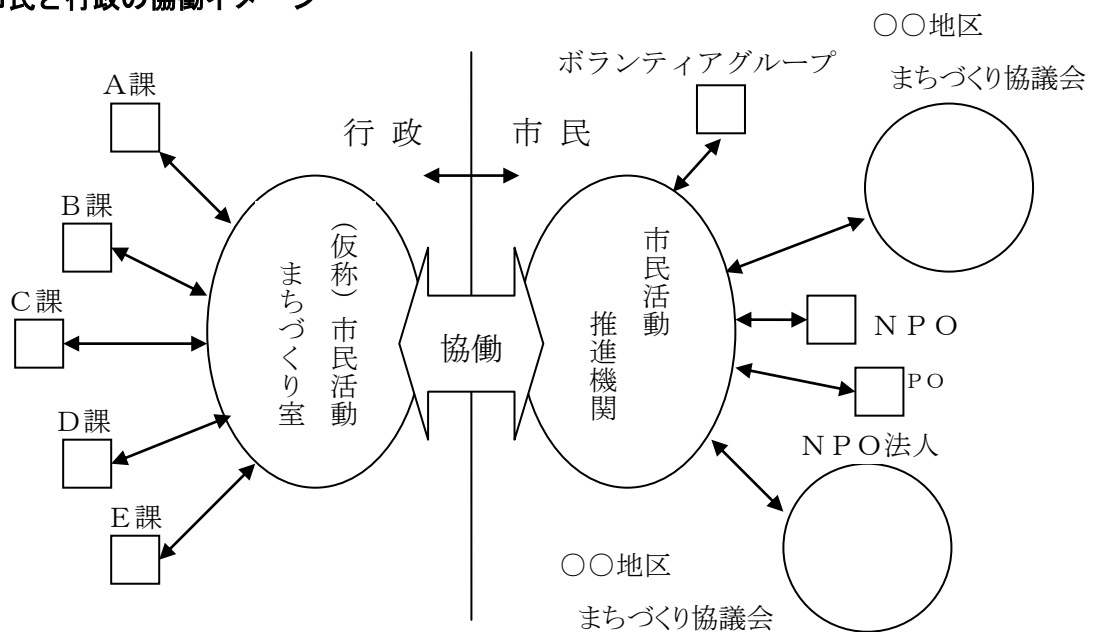 市民と行政の協働イメージ
○○地区
まちづくり協議会
ボランティアグループ
A課
行 政
市 民
B課
C課
D課
E課
(仮称)市民活動
まちづくり室
協働
市民活動
推進機関
NPO
PO
NPO法人
○○地区
まちづくり協議会